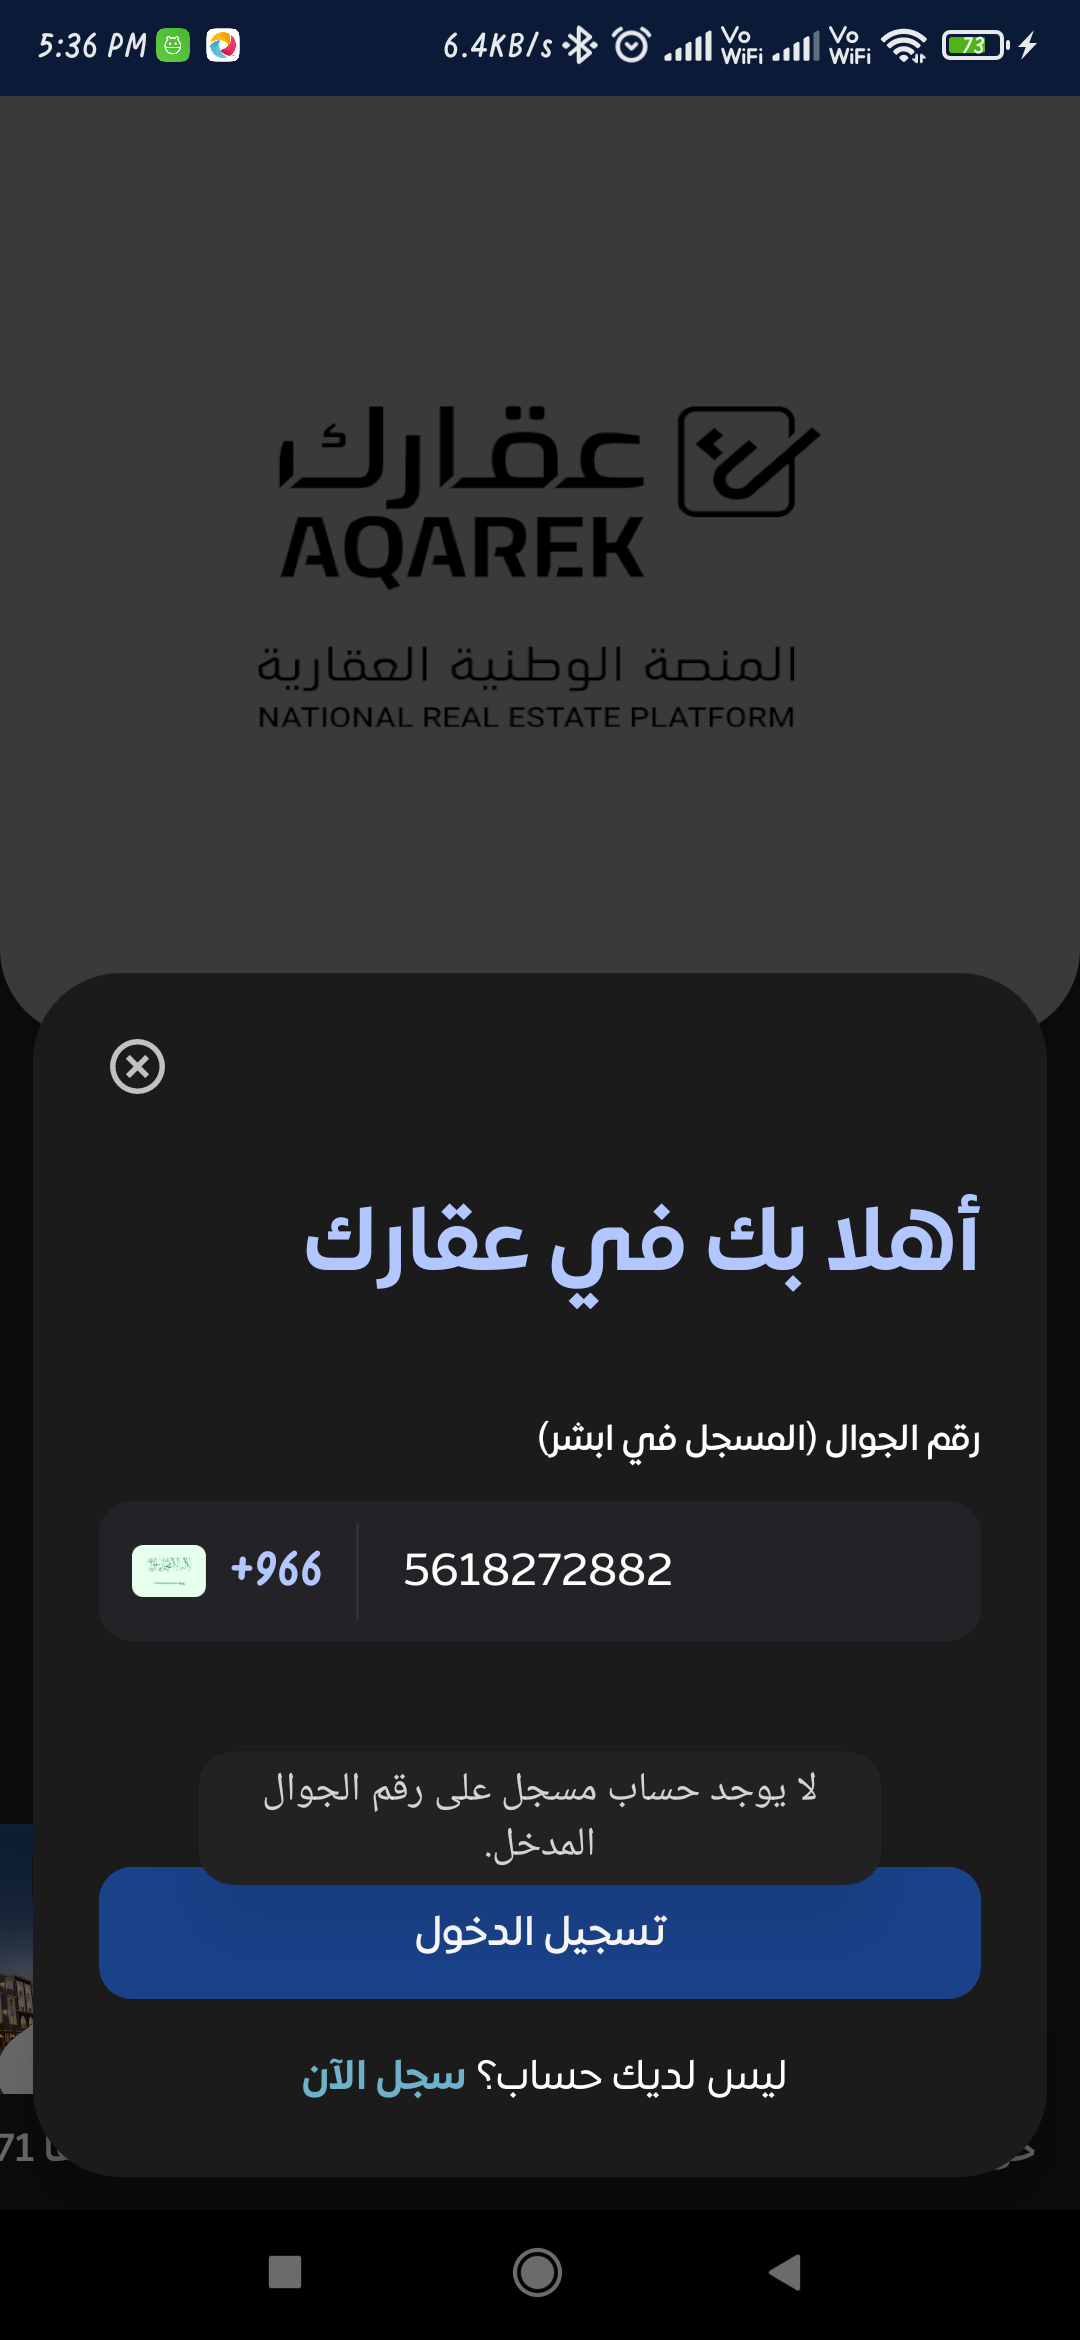 5:36 PM 6.4KB/s Vo WiFi Vo WiFi 73
عقارك
AQAREK
المنصة الوطنية العقارية
NATIONAL REAL ESTATE PLATFORM
أهلا بك في عقارك
رقم الجوال (المسجل في ابشر)
+966 5618272882
لا يوجد حساب مسجل على رقم الجوال
المدخل.
تسجيل الدخول
ليس لديك حساب؟ سجل الآن
71